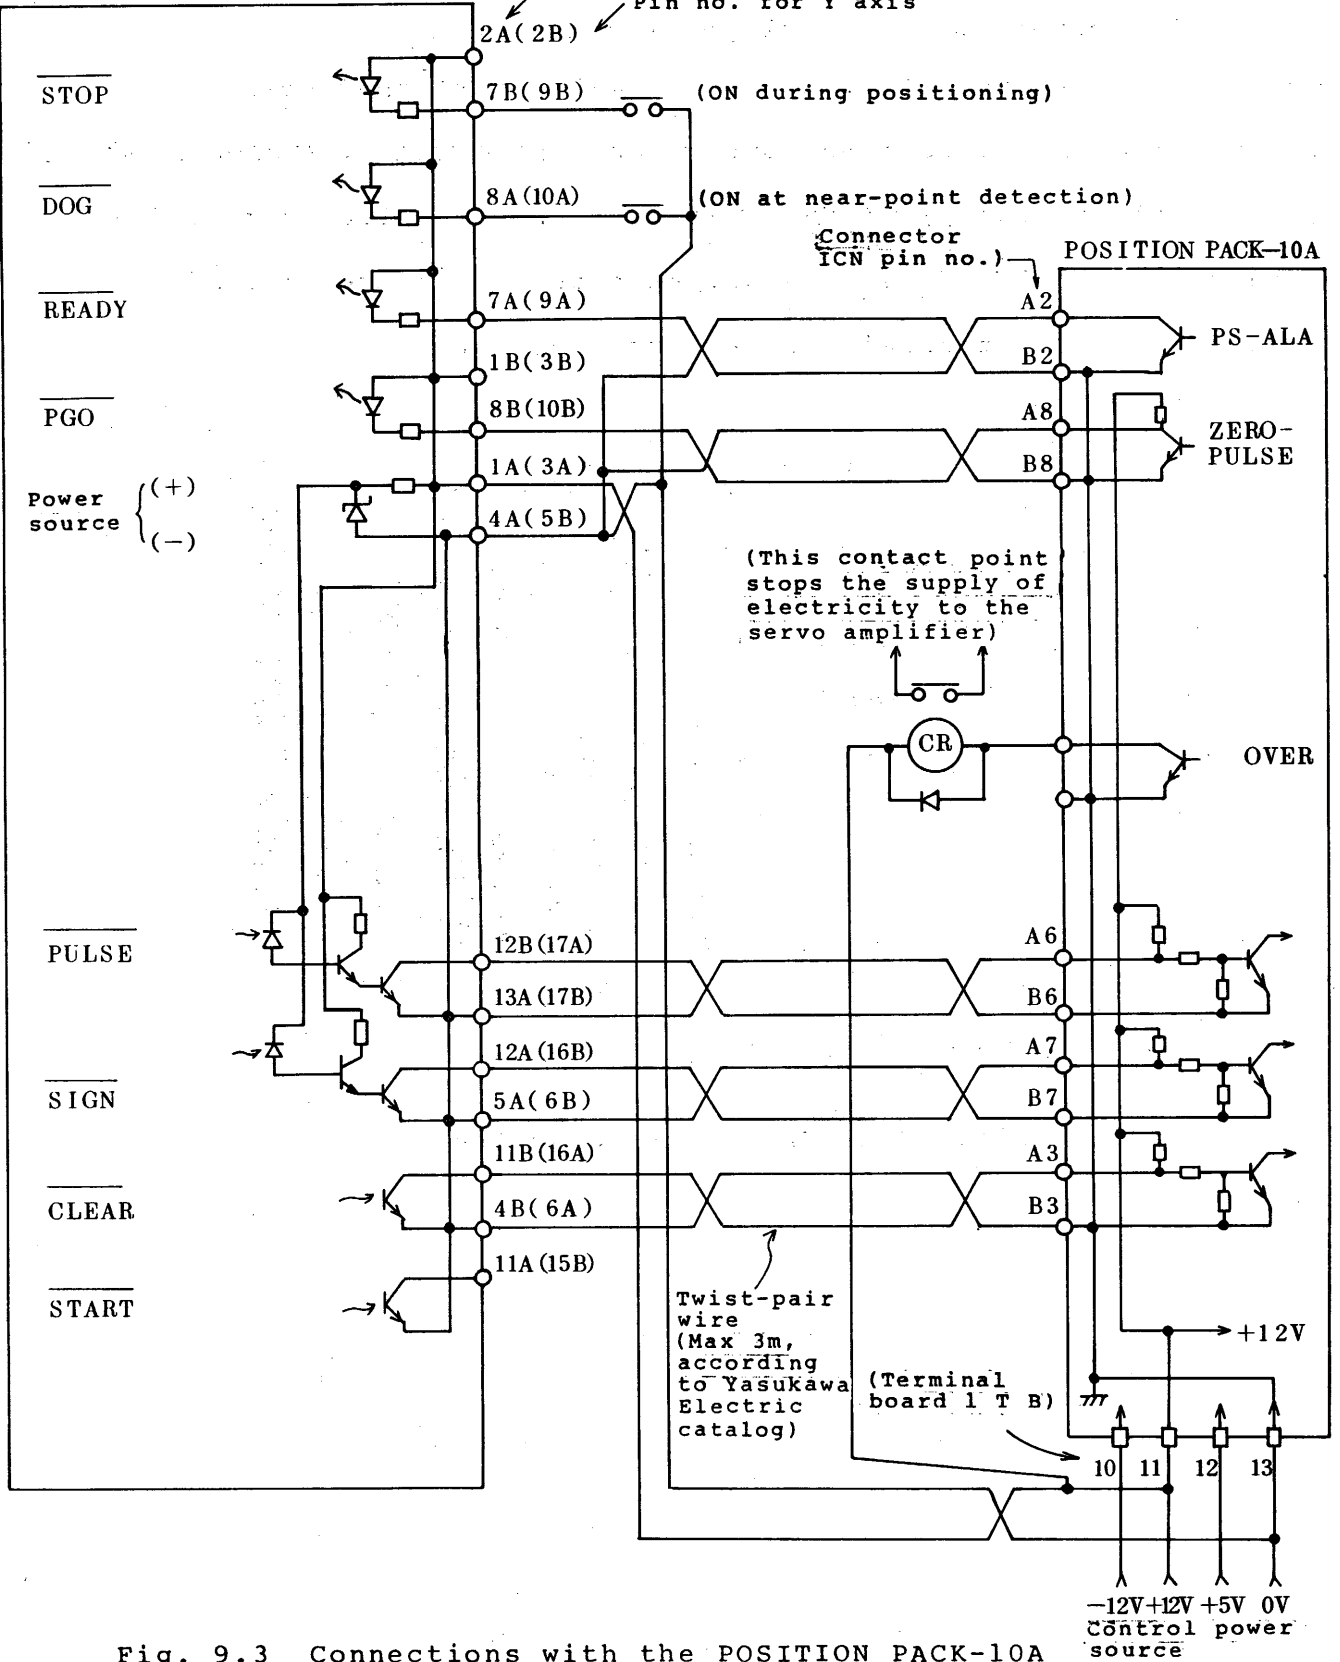 Pin no. for Y axis
2A(2B)
STOP
7B(9B)
(ON during positioning)
DOG
8A(10A)
(ON at near-point detection)
Connector
ICN pin no.)
POSITION PACK-10A
READY
7A(9A)
A2
PS-ALA
1B(3B)
B2
PGO
8B(10B)
A8
ZERO-
PULSE
1A(3A)
B8
Power
source
(+)
(-)
4A(5B)
(This contact point
stops the supply of
electricity to the
servo amplifier)
CR
OVER
PULSE
12B(17A)
A6
13A(17B)
B6
12A(16B)
A7
SIGN
5A(6B)
B7
11B(16A)
A3
CLEAR
4B(6A)
B3
11A(15B)
START
Twist-pair
wire
(Max 3m,
according
to Yasukawa
Electric
catalog)
+12V
(Terminal
board 1 T B)
10 11 12 13
-12V +12V +5V 0V
Control power
source
Fig. 9.3 Connections with the POSITION PACK-10A